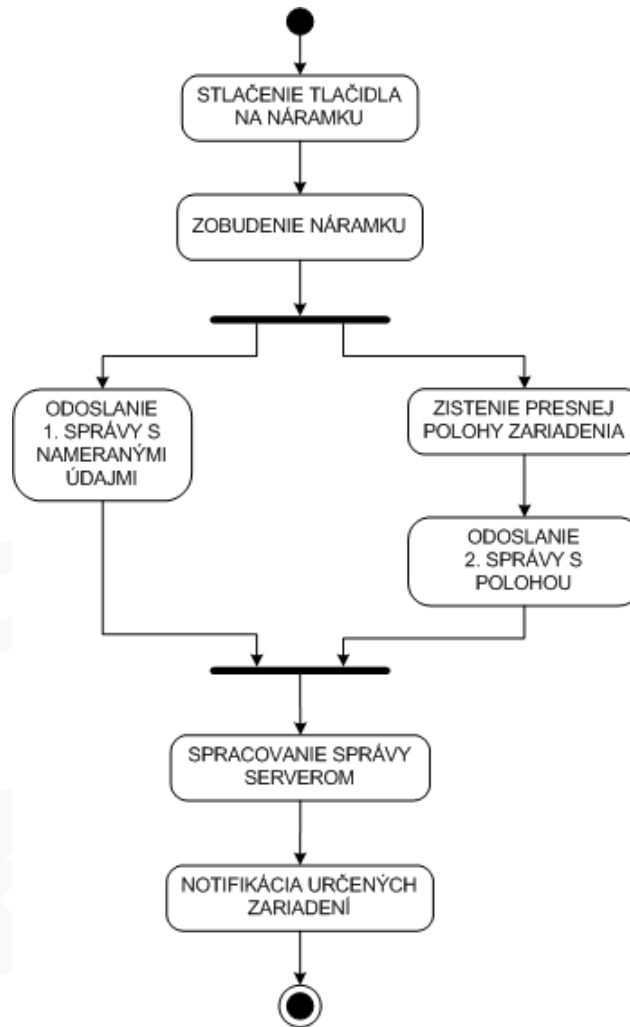 STLAČENIE TLAČIDLA
NA NÁRAMKU
ZOBUDENIE NÁRAMKU
ODOSLANIE
1. SPRÁVY S
NAMERANÝMI
ÚDAJMI
ZISTENIE PRESNEJ
POLOHY ZARIADENIA
ODOSLANIE
2. SPRÁVY S
POLOHOU
SPRACOVANIE SPRÁVY
SERVEROM
NOTIFIKÁCIA URČENÝCH
ZARIADENÍ